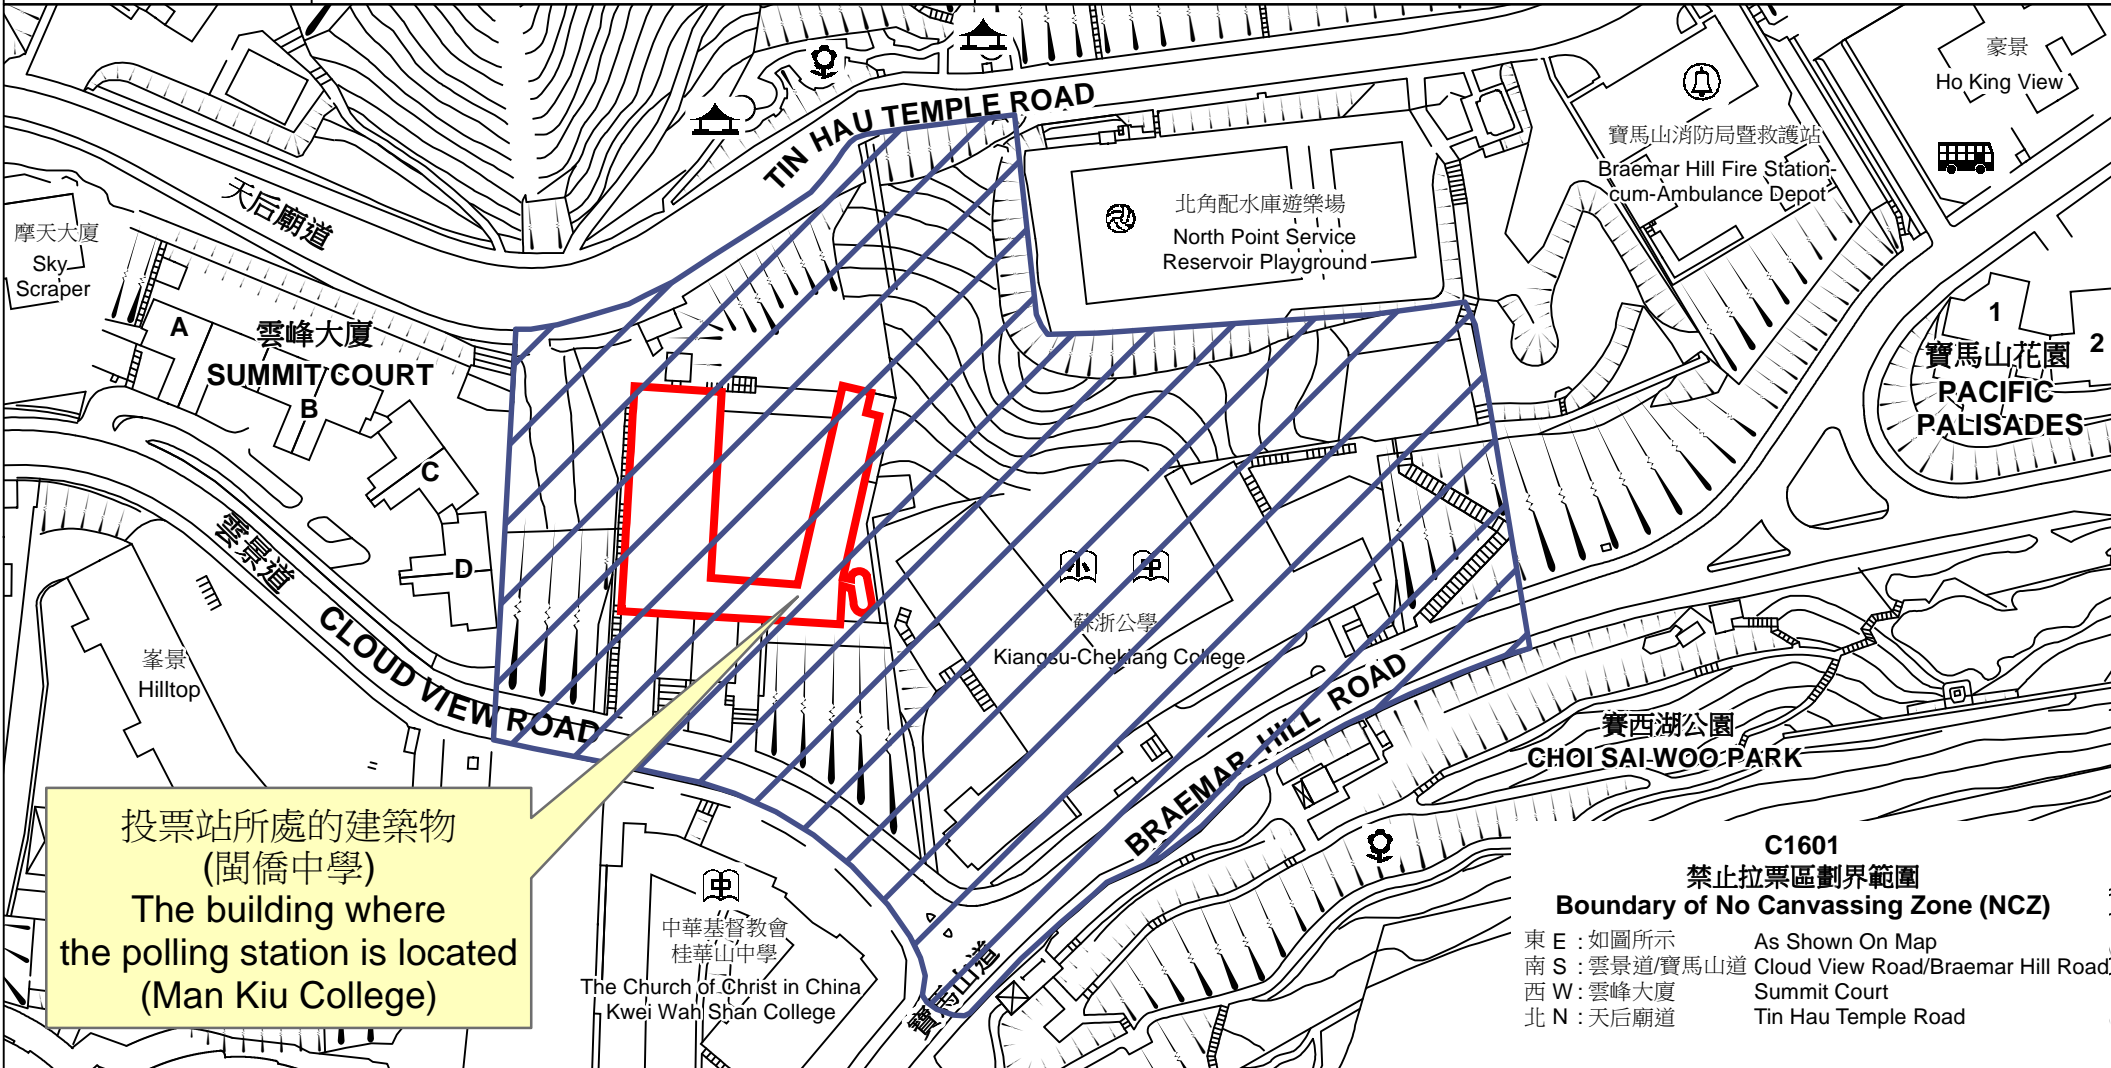 豪景
Ho King View
TIN HAU TEMPLE ROAD
天后廟道
寶馬山消防局暨救護站
Braemar Hill Fire Station-
cum-Ambulance Depot
北角配水庫遊樂場
North Point Service
Reservoir Playground
摩天大廈
Sky
Scraper
A
雲峰大廈
SUMMIT COURT
B
C
D
1
2
寶馬山花園
PACIFIC
PALISADES
雲景道
CLOUD VIEW ROAD
小
中
蘇浙公學
Kiangsu-Chekiang College
峯景
Hilltop
BRAEMAR HILL ROAD
寶馬山道
賽西湖公園
CHOI SAI WOO PARK
投票站所處的建築物
(閩僑中學)
The building where
the polling station is located
(Man Kiu College)
中
中華基督教會
桂華山中學
The Church of Christ in China
Kwei Wah Shan College
C1601
禁止拉票區劃界範圍
Boundary of No Canvassing Zone (NCZ)
東 E : 如圖所示 As Shown On Map
南 S : 雲景道/寶馬山道 Cloud View Road/Braemar Hill Road
西 W : 雲峰大廈 Summit Court
北 N : 天后廟道 Tin Hau Temple Road